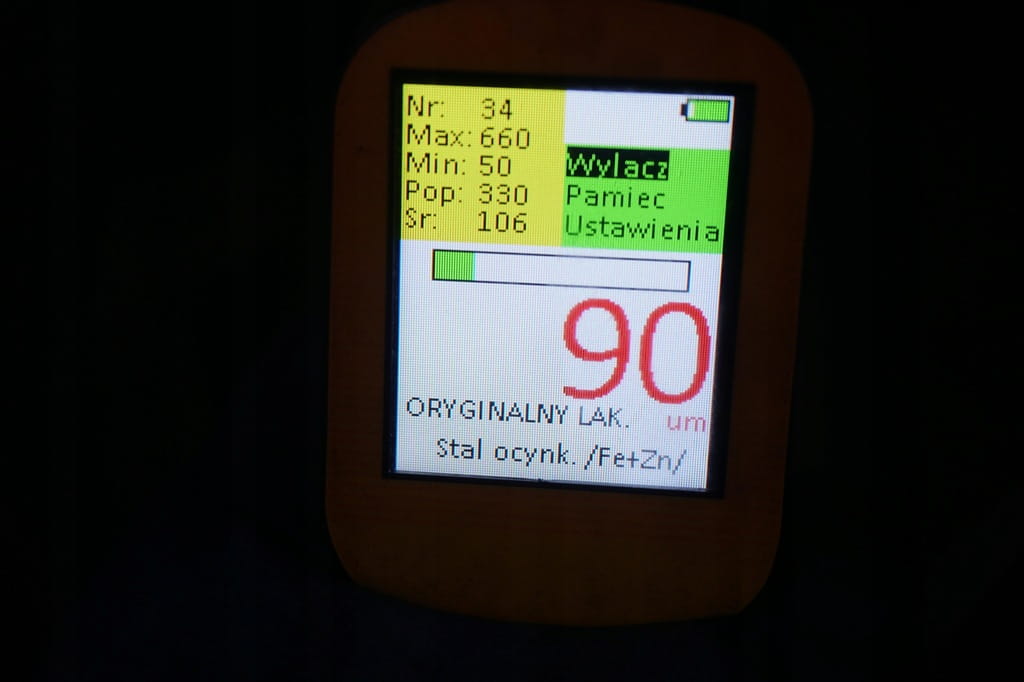 Nr: 34
Max: 660
Min: 50
Pop: 330
Sr: 106
Wylacz
Pamiec
Ustawienia
90
um
ORYGINALNY LAK.
Stal ocynk. /Fe+Zn/